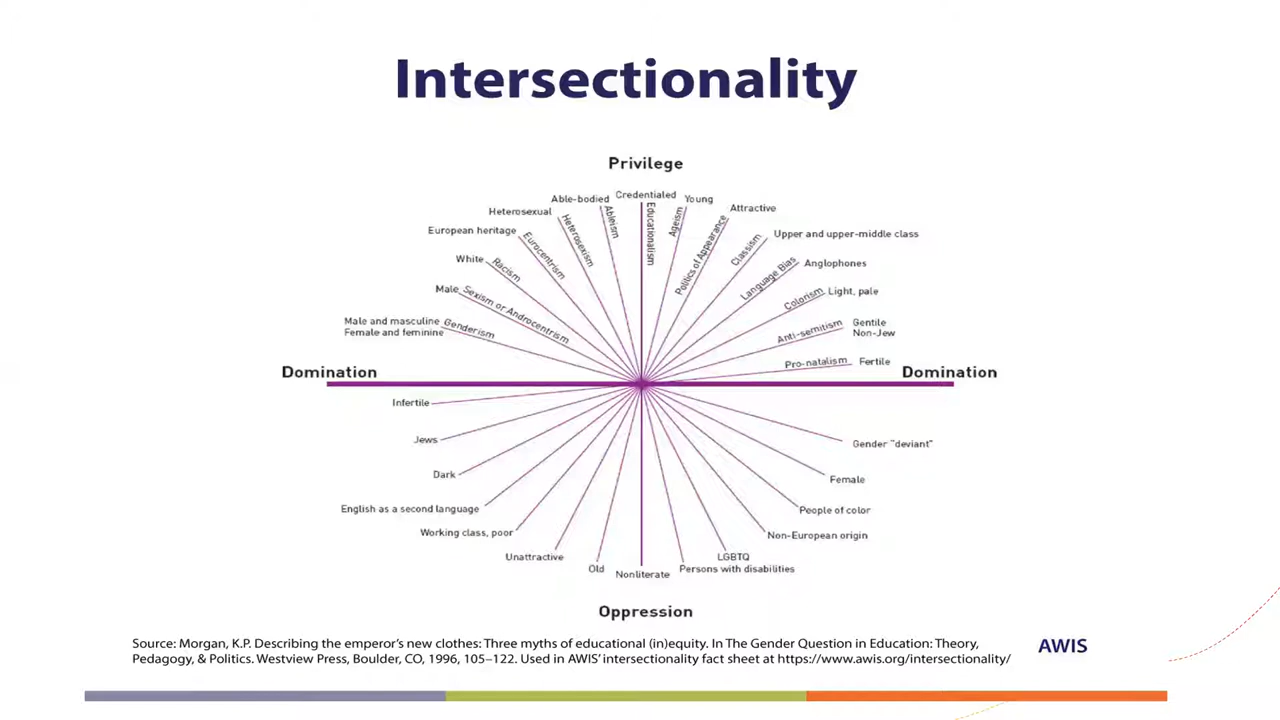 Intersectionality
Privilege
Credentialed
Able-bodied
Young
Heterosexual
Attractive
European heritage
Upper and upper-middle class
White
Anglophones
Male
Light, pale
Male and masculine
Female and feminine
Gentile
Non-Jew
Fertile
Genderism
Sexism or Androcentrism
Racism
Eurocentrism
Heterosexism
Ableism
Educationalism
Ageism
Politics of Appearance
Classism
Language Bias
Colorism
Anti-semitism
Pro-natalism
Domination
Domination
Infertile
Jews
Dark
English as a second language
Working class, poor
Unattractive
Old
Nonliterate
Persons with disabilities
LGBTQ
Non-European origin
People of color
Female
Gender "deviant"
Oppression
Source: Morgan, K.P. Describing the emperor's new clothes: Three myths of educational (in)equity. In The Gender Question in Education: Theory,
Pedagogy, & Politics. Westview Press, Boulder, CO, 1996, 105–122. Used in AWIS' intersectionality fact sheet at https://www.awis.org/intersectionality/
AWIS